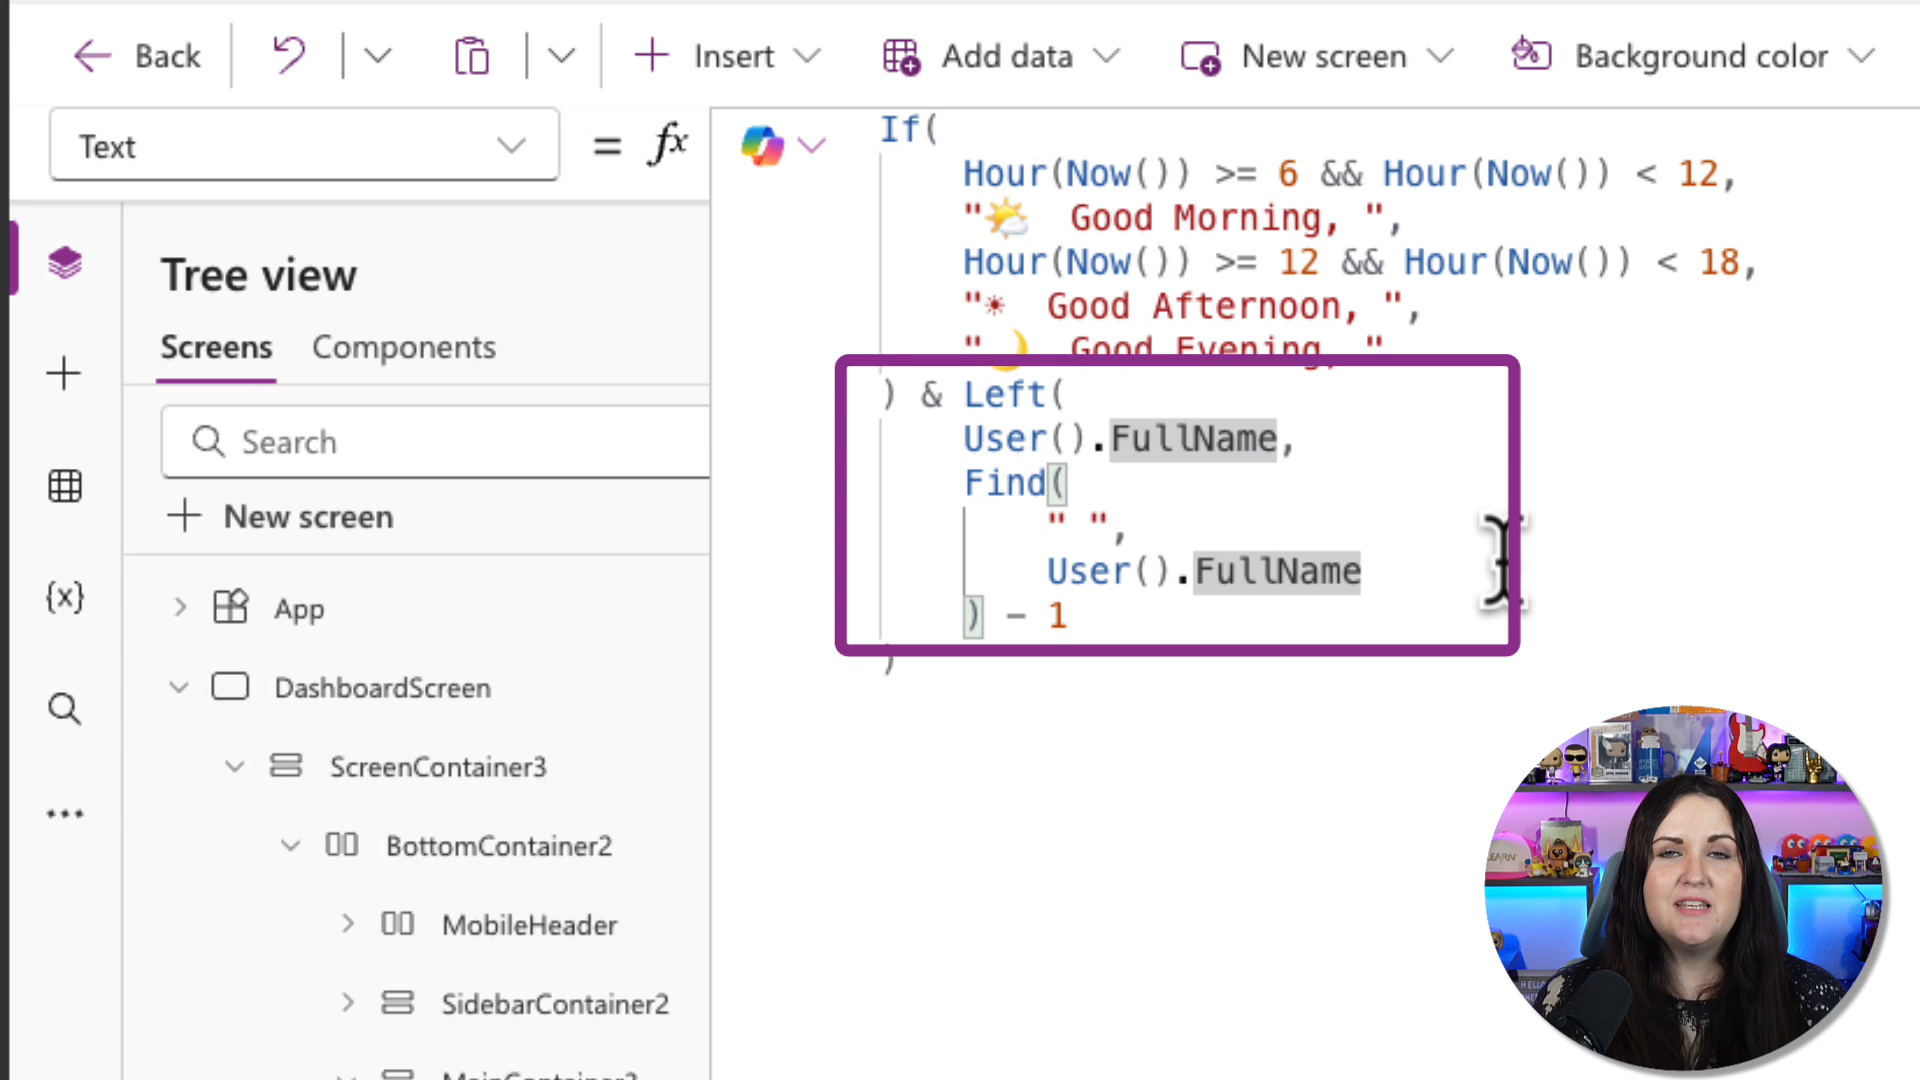 Back
Insert
Add data
New screen
Background color
Text
= fx
If(
Hour(Now()) >= 6 && Hour(Now()) < 12,
"🌤️ Good Morning, ",
Hour(Now()) >= 12 && Hour(Now()) < 18,
"☀ Good Afternoon, ",
"🌙 Good Evening, "
) & Left(
User().FullName,
Find(
" ",
User().FullName
) - 1
)
Tree view
Screens
Components
Search
New screen
App
DashboardScreen
ScreenContainer3
BottomContainer2
MobileHeader
SidebarContainer2